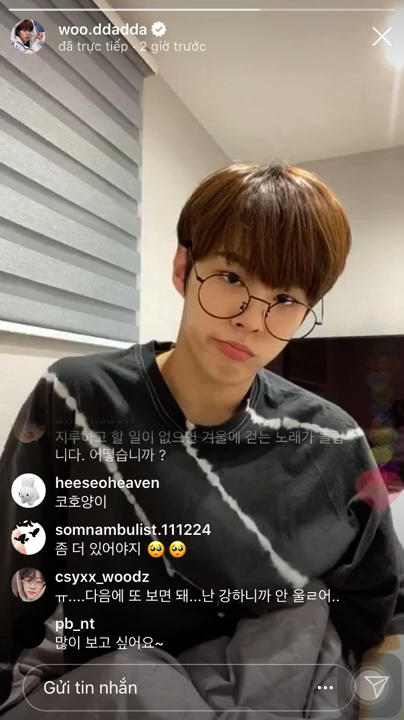 woo.ddadda
đã trực tiếp · 2 giờ trước
지루하고 할 일이 없으면 겨울에 걷는 노래가 들립
니다. 어떻습니까 ?
heeseoheaven
코호양이
somnambulist.111224
좀 더 있어야지 🥺🥺
csyxx_woodz
ㅠ....다음에 또 보면 돼...난 강하니까 안 울ㄹ어..
pb_nt
많이 보고 싶어요~
Gửi tin nhắn